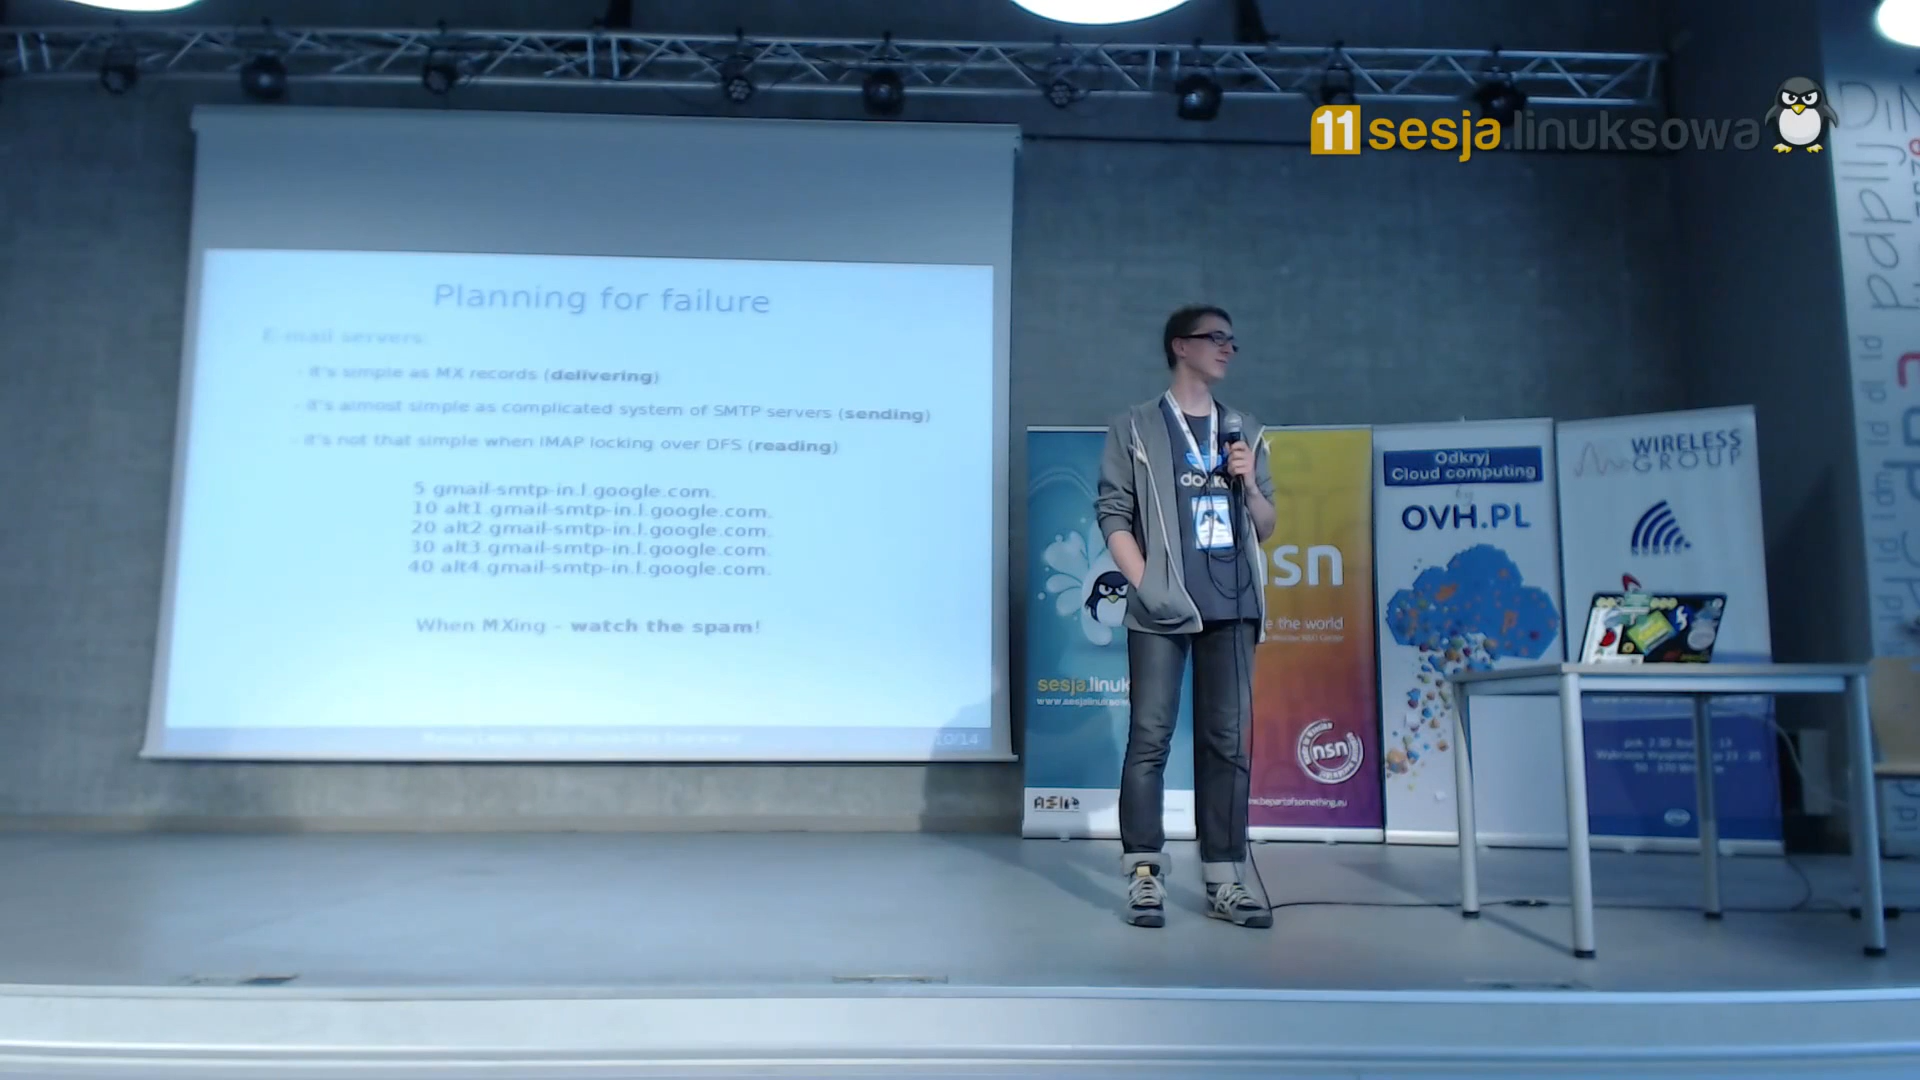 11 sesja.linuksowa
Planning for failure
E-mail servers:
- it's simple as MX records (delivering)
- it's almost simple as complicated system of SMTP servers (sending)
- it's not that simple when IMAP locking over DFS (reading)
5 gmail-smtp-in.l.google.com.
10 alt1.gmail-smtp-in.l.google.com.
20 alt2.gmail-smtp-in.l.google.com.
30 alt3.gmail-smtp-in.l.google.com.
40 alt4.gmail-smtp-in.l.google.com.
When MXing - watch the spam!
10/14
sesja.linuk
nsn
e the world
nsn
Odkryj
Cloud computing
by
OVH.PL
WIRELESS
GROUP